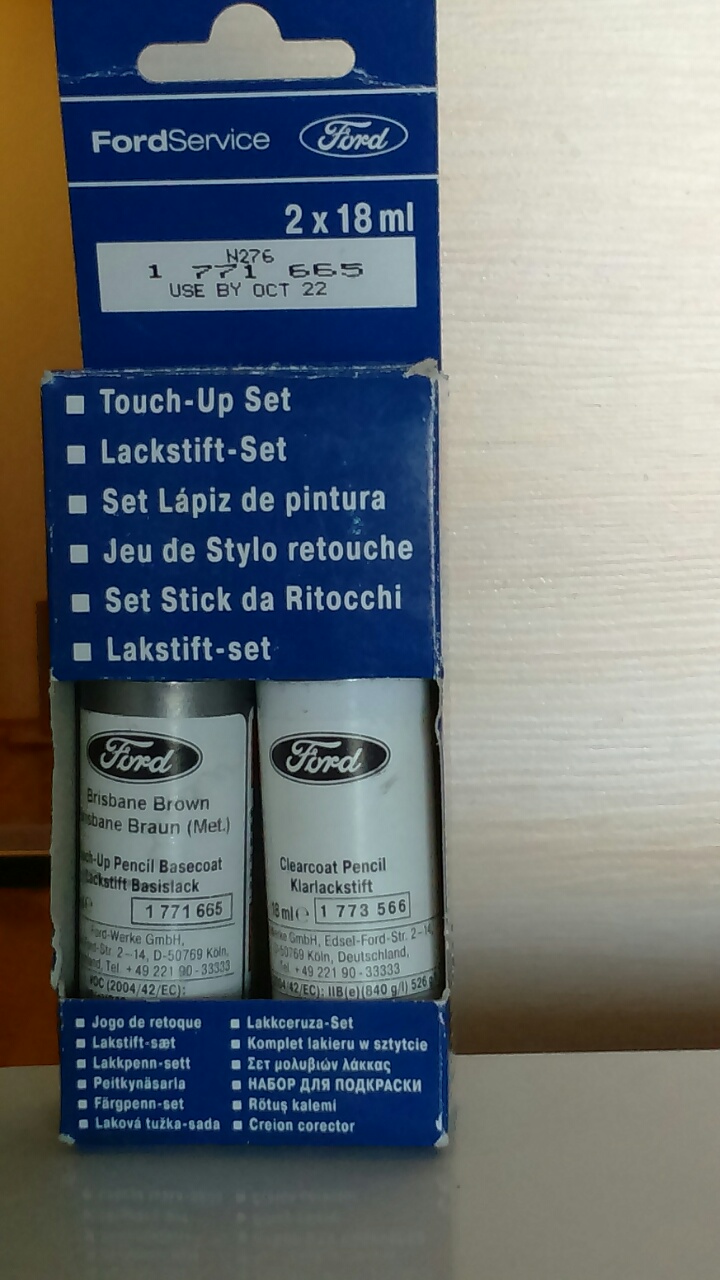 FordService Ford
2 x 18 ml
N276
1 771 665
USE BY OCT 22
Touch-Up Set
Lackstift-Set
Set Lápiz de pintura
Jeu de Stylo retouche
Set Stick da Ritocchi
Lakstift-set
Ford
Brisbane Brown
Braun (Met.)
Pencil Basecoat
Lackstift Basislack
1 771 665
Ford-Werke GmbH,
2-14, D-50769 Köln,
Tel. +49 221 90-33333
VOC (2004/42/EC):
Ford
Clearcoat Pencil
Klarlackstift
18 ml e 1 773 566
GmbH, Edsel-Ford-Str. 2-14,
50769 Köln, Deutschland,
Tel. +49 221 90-33333
/42/EC): IIB(e)(840 g/l) 526
Jogo de retoque
Lakstift-sæt
Lakkpenn-sett
Peitkynäsarla
Färgpenn-set
Laková tužka-sada
Lakkceruza-Set
Komplet lakieru w sztytcie
Σετ μολυβιών λάκκας
НАБОР ДЛЯ ПОДКРАСКИ
Rötuş kalemi
Creion corector